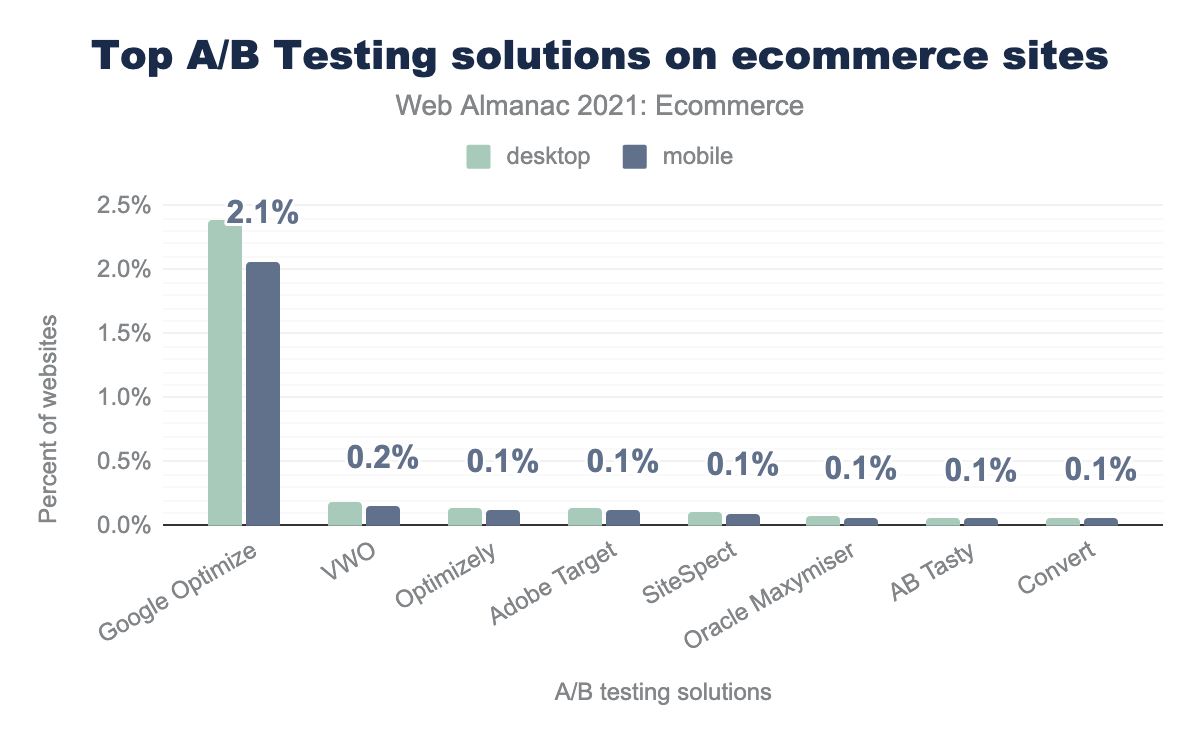 Top A/B Testing solutions on ecommerce sites
Web Almanac 2021: Ecommerce
desktop mobile
Percent of websites
2.5%
2.0%
1.5%
1.0%
0.5%
0.0%
2.1%
0.2%
0.1%
0.1%
0.1%
0.1%
0.1%
0.1%
Google Optimize
VWO
Optimizely
Adobe Target
SiteSpect
Oracle Maxymiser
AB Tasty
Convert
A/B testing solutions